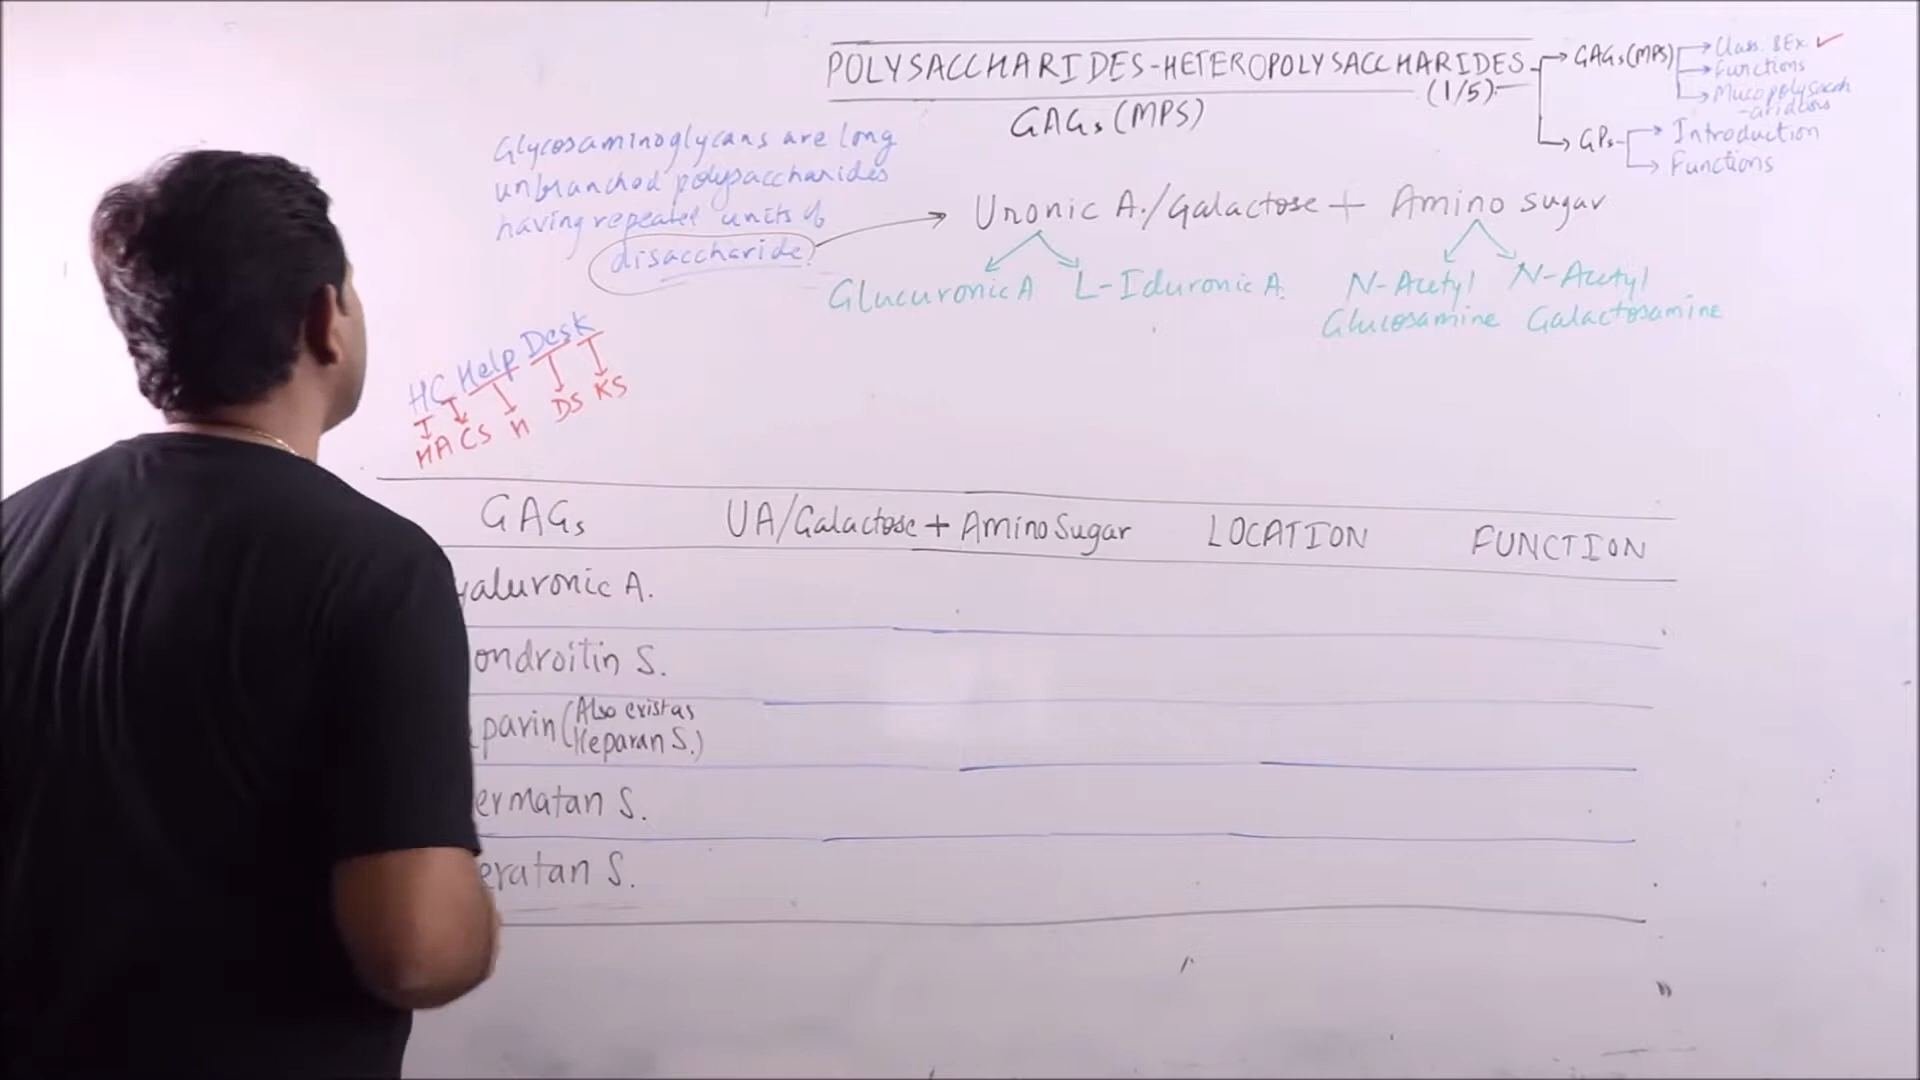 POLYSACCHARIDES-HETEROPOLYSACCHARIDES
(1/5)
GAGs (MPS)
GAGs (MPS)
Class. & Ex ✓
Functions
Mucopolysacch
-aridoses
GPs
Introduction
Functions
Glycosaminoglycans are long
unbranched polysaccharides
having repeated units of
disaccharide.
Uronic A./Galactose + Amino sugar
Glucuronic A L-Iduronic A.
N-Acetyl N-Acetyl
Glucosamine Galactosamine
HC Help Desk
HA CS H DS KS
GAGs UA/Galactose + Amino Sugar LOCATION FUNCTION
yaluronic A.
ondroitin S.
parin (Also exist as
Heparan S.)
ermatan S.
eratan S.